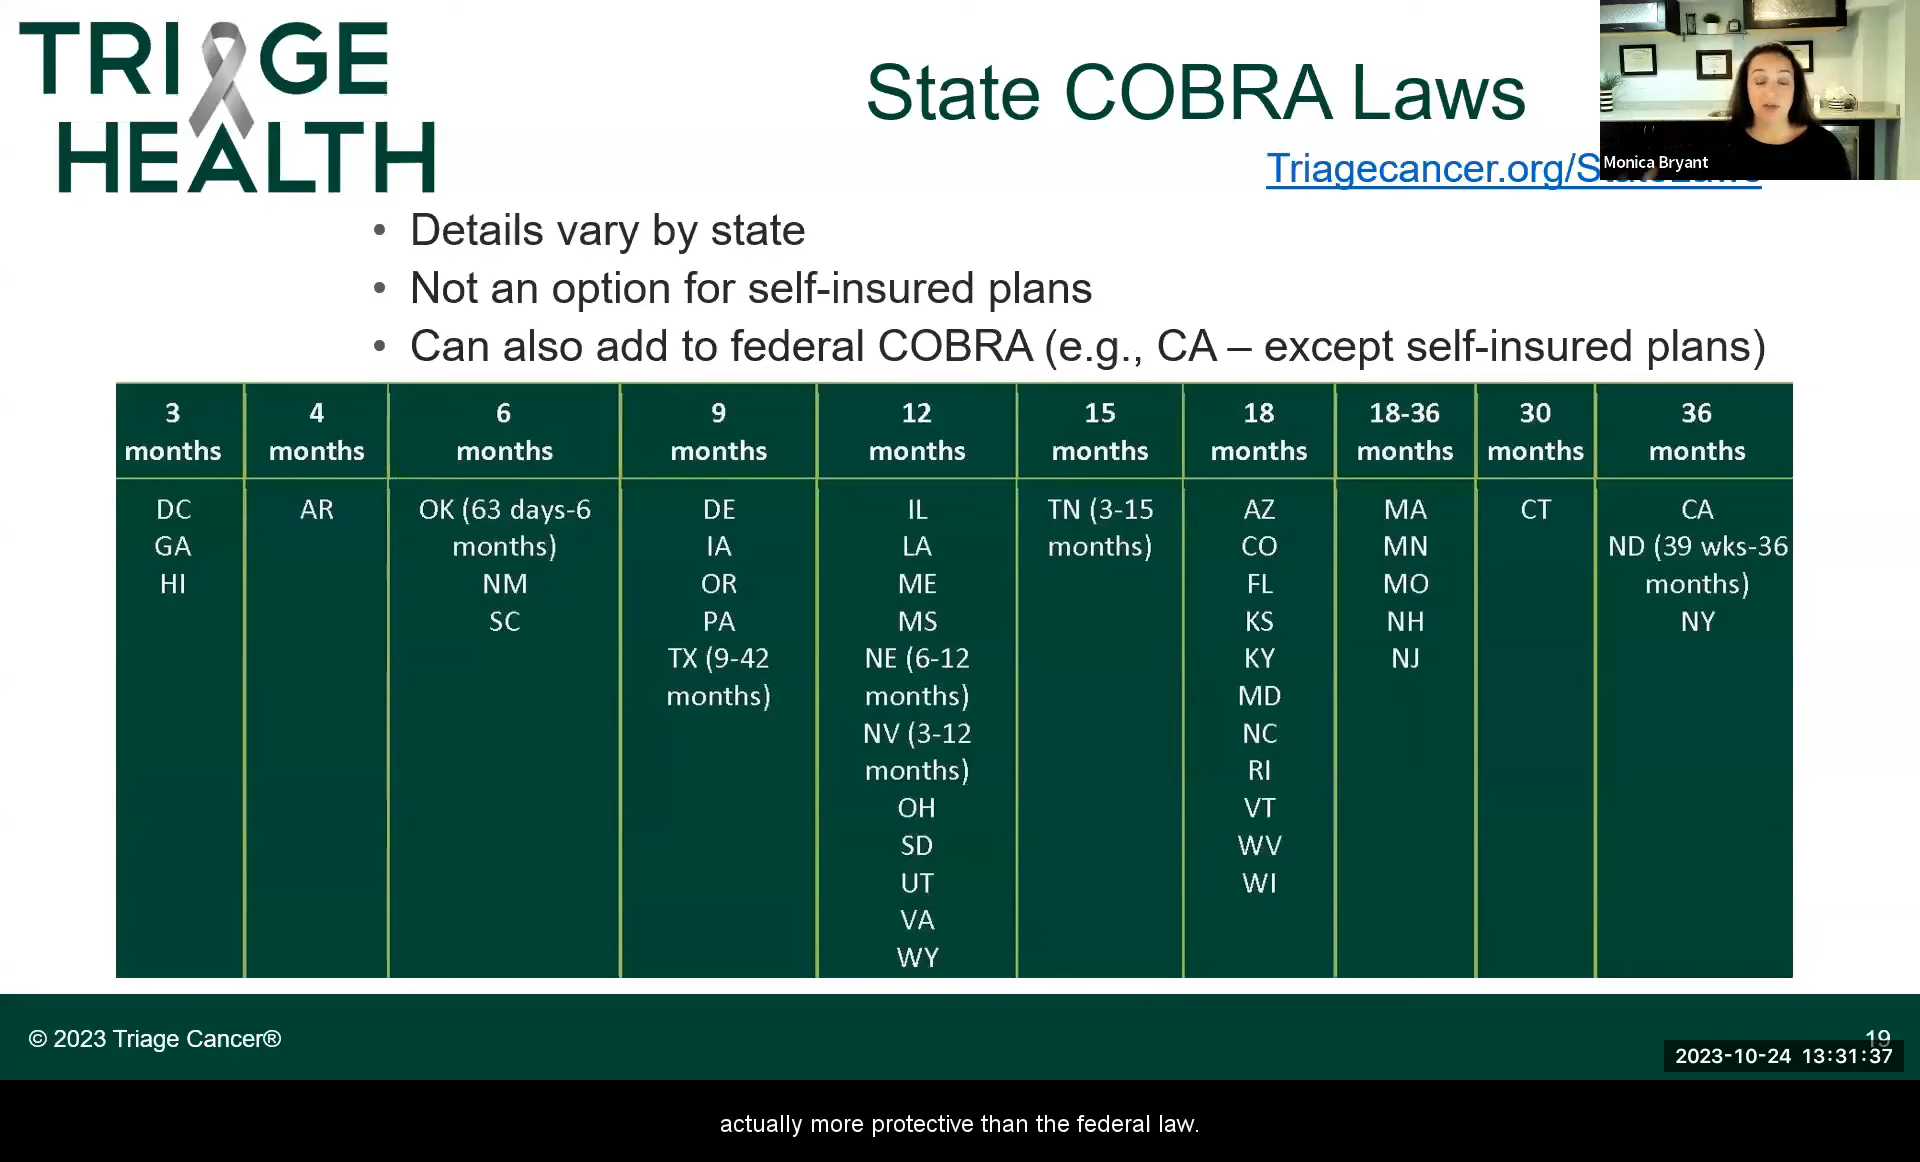 TRIAGE
HEALTH
State COBRA Laws
Triagecancer.org/StateLaws
Monica Bryant
• Details vary by state
• Not an option for self-insured plans
• Can also add to federal COBRA (e.g., CA – except self-insured plans)
3 months
DC
GA
HI
4 months
AR
6 months
OK (63 days-6
months)
NM
SC
9 months
DE
IA
OR
PA
TX (9-42
months)
12 months
IL
LA
ME
MS
NE (6-12
months)
NV (3-12
months)
OH
SD
UT
VA
WY
15 months
TN (3-15
months)
18 months
AZ
CO
FL
KS
KY
MD
NC
RI
VT
WV
WI
18-36 months
MA
MN
MO
NH
NJ
30 months
CT
36 months
CA
ND (39 wks-36
months)
NY
© 2023 Triage Cancer®
19
2023-10-24 13:31:37
actually more protective than the federal law.